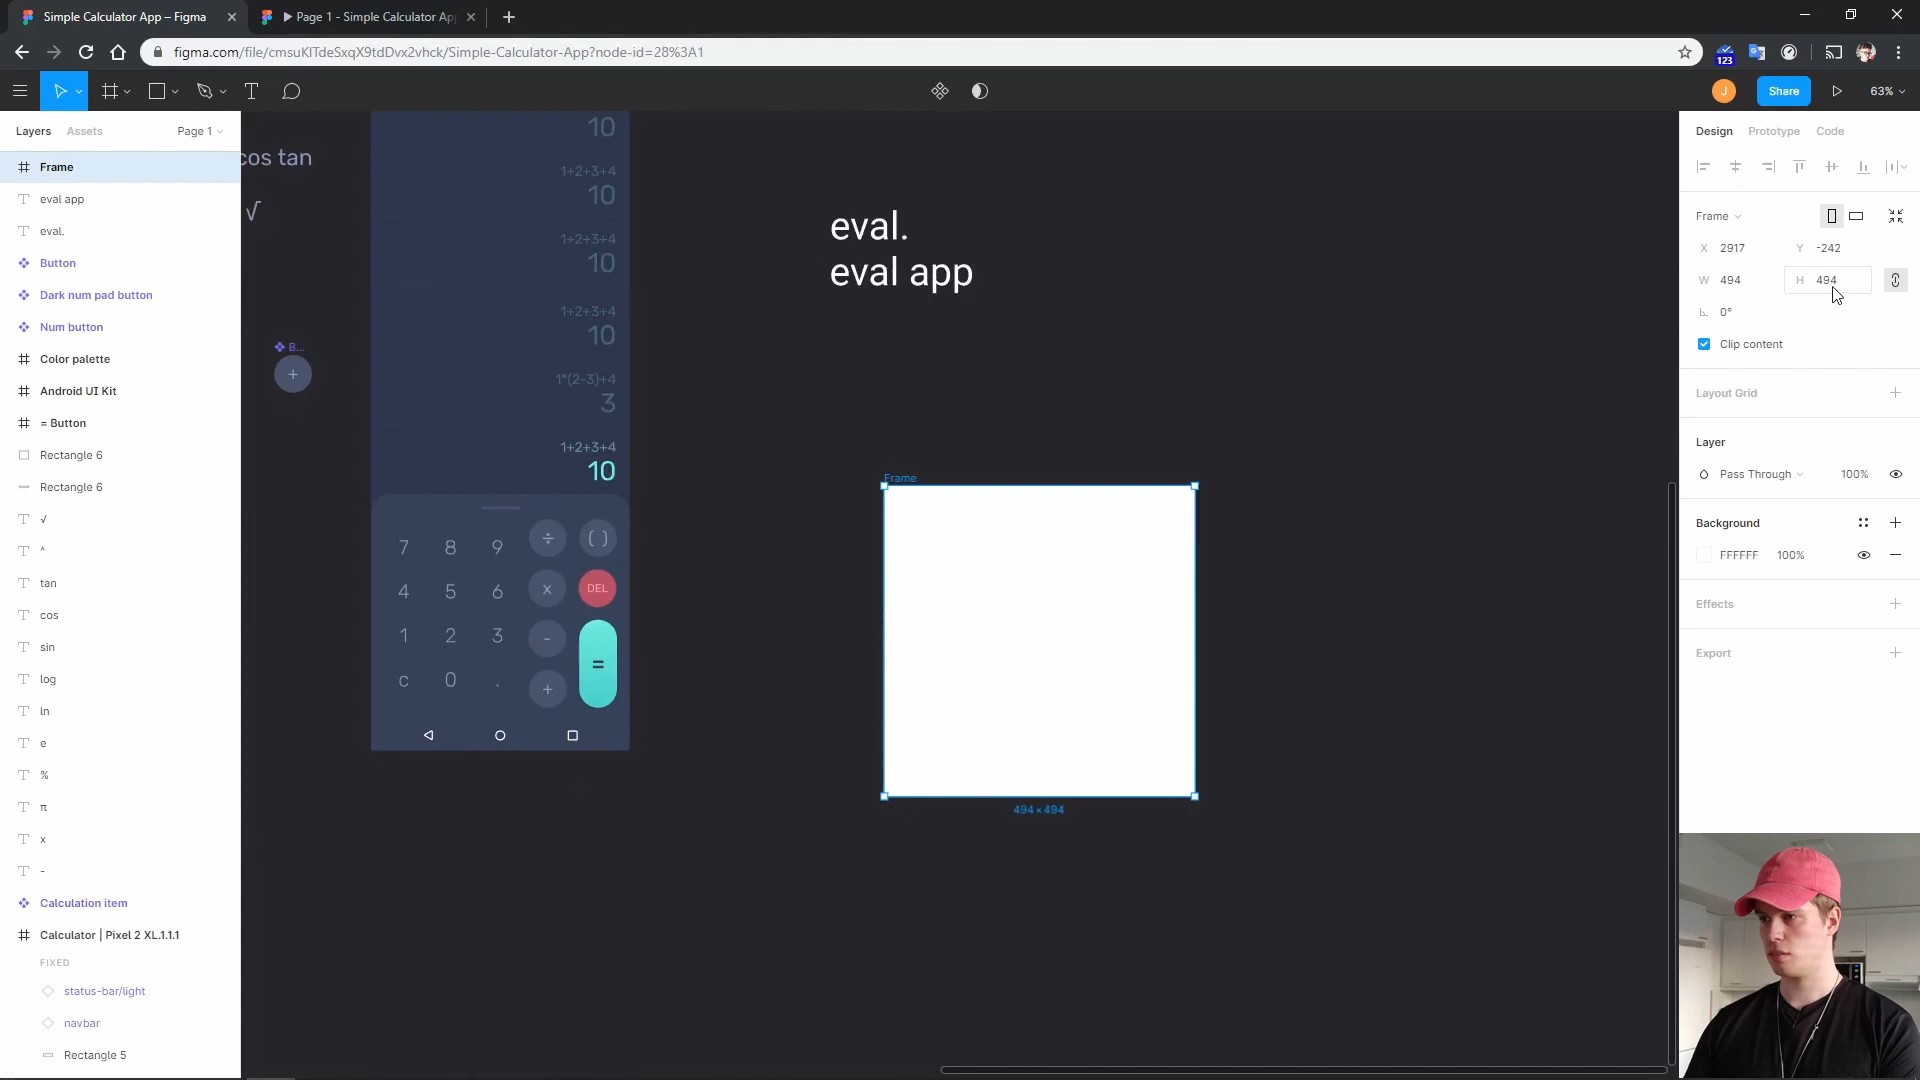 Simple Calculator App – Figma
Page 1 - Simple Calculator App
figma.com/file/cmsuKlTdeSxqX9tdDvx2vhck/Simple-Calculator-App?node-id=28%3A1
123
J
Share
63%
Layers
Assets
Page 1
Frame
eval app
eval.
Button
Dark num pad button
Num button
Color palette
Android UI Kit
= Button
Rectangle 6
Rectangle 6
√
^
tan
cos
sin
log
ln
e
%
π
x
-
Calculation item
Calculator | Pixel 2 XL.1.1.1
FIXED
status-bar/light
navbar
Rectangle 5
cos tan
√
B...
+
10
1+2+3+4
10
1+2+3+4
10
1+2+3+4
10
1*(2-3)+4
3
1+2+3+4
10
7 8 9 ÷ ( )
4 5 6 x DEL
1 2 3 - =
c 0 . +
eval.
eval app
Frame
494 × 494
Design
Prototype
Code
Frame
X 2917
Y -242
W 494
H 494
0°
Clip content
Layout Grid
Layer
Pass Through
100%
Background
FFFFFF
100%
Effects
Export